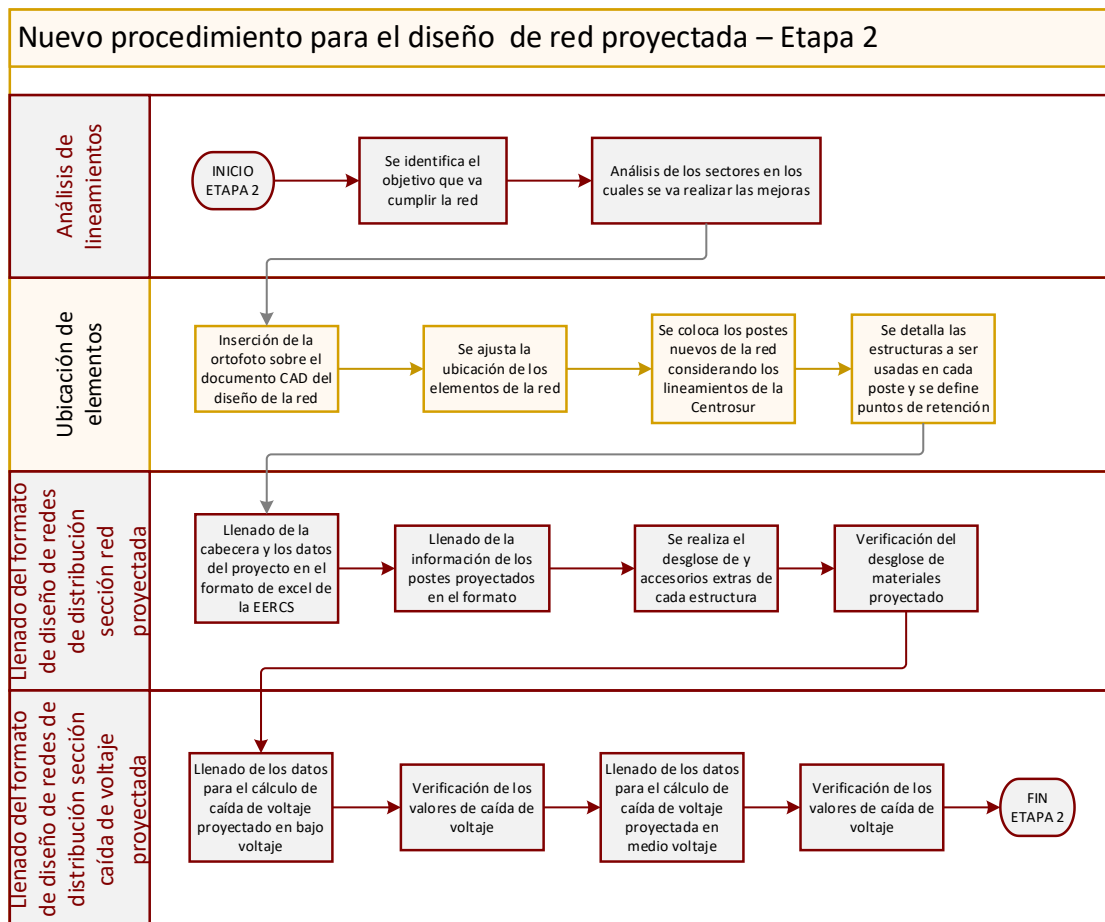 Nuevo procedimiento para el diseño de red proyectada – Etapa 2
Análisis de
lineamientos
INICIO
ETAPA 2
Se identifica el
objetivo que va
cumplir la red
Análisis de los sectores en los
cuales se va realizar las mejoras
Ubicación de
elementos
Inserción de la
ortofoto sobre el
documento CAD del
diseño de la red
Se ajusta la
ubicación de los
elementos de la red
Se coloca los postes
nuevos de la red
considerando los
lineamientos de la
Centrosur
Se detalla las
estructuras a ser
usadas en cada
poste y se define
puntos de retención
Llenado del formato
de diseño de redes
de distribución
sección red
proyectada
Llenado de la
cabecera y los datos
del proyecto en el
formato de excel de
la EERCS
Llenado de la
información de los
postes proyectados
en el formato
Se realiza el
desglose de y
accesorios extras de
cada estructura
Verificación del
desglose de
materiales
proyectado
Llenado del formato
de diseño de redes de
distribución sección
caída de voltaje
proyectada
Llenado de los datos
para el cálculo de
caída de voltaje
proyectado en bajo
voltaje
Verificación de los
valores de caída de
voltaje
Llenado de los datos
para el cálculo de
caída de voltaje
proyectada en
medio voltaje
Verificación de los
valores de caída de
voltaje
FIN
ETAPA 2